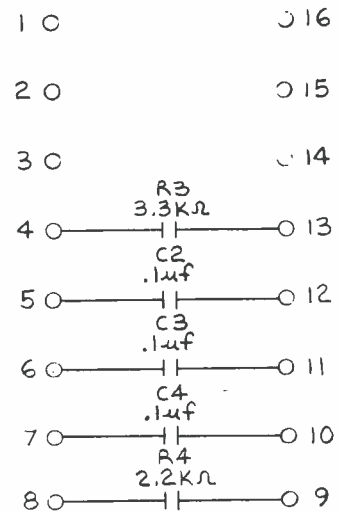 1 16
2 15
3 14
R3
3.3KΩ
4 13
C2
.1uf
5 12
C3
.1uf
6 11
C4
.1uf
7 10
R4
2.2KΩ
8 9